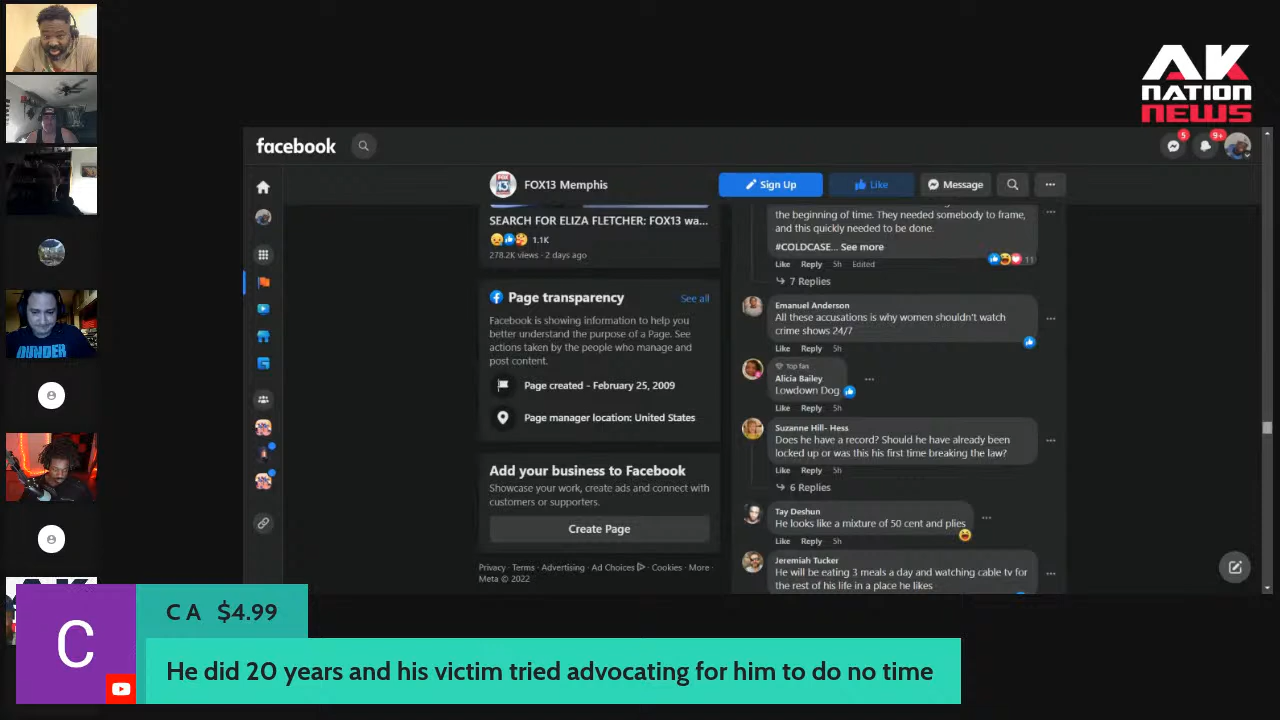 AK
NATION
NEWS
facebook
5
9+
FOX13 Memphis
Sign Up
Like
Message
SEARCH FOR ELIZA FLETCHER: FOX13 wa...
1.1K
278.2K views · 2 days ago
Page transparency
See all
Facebook is showing information to help you
better understand the purpose of a Page. See
actions taken by the people who manage and
post content.
Page created - February 25, 2009
Page manager location: United States
Add your business to Facebook
Showcase your work, create ads and connect with
customers or supporters.
Create Page
Privacy · Terms · Advertising · Ad Choices · Cookies · More ·
Meta © 2022
the beginning of time. They needed somebody to frame,
and this quickly needed to be done.
#COLDCASE... See more
11
Like Reply 5h Edited
7 Replies
Emanuel Anderson
All these accusations is why women shouldn't watch
crime shows 24/7
Like Reply 5h
Top fan
Alicia Bailey
Lowdown Dog
Like Reply 5h
Suzanne Hill- Hess
Does he have a record? Should he have already been
locked up or was this his first time breaking the law?
Like Reply 5h
6 Replies
Tay Deshun
He looks like a mixture of 50 cent and plies
Like Reply 5h
Jeremiah Tucker
He will be eating 3 meals a day and watching cable tv for
the rest of his life in a place he likes
C
C A $4.99
He did 20 years and his victim tried advocating for him to do no time